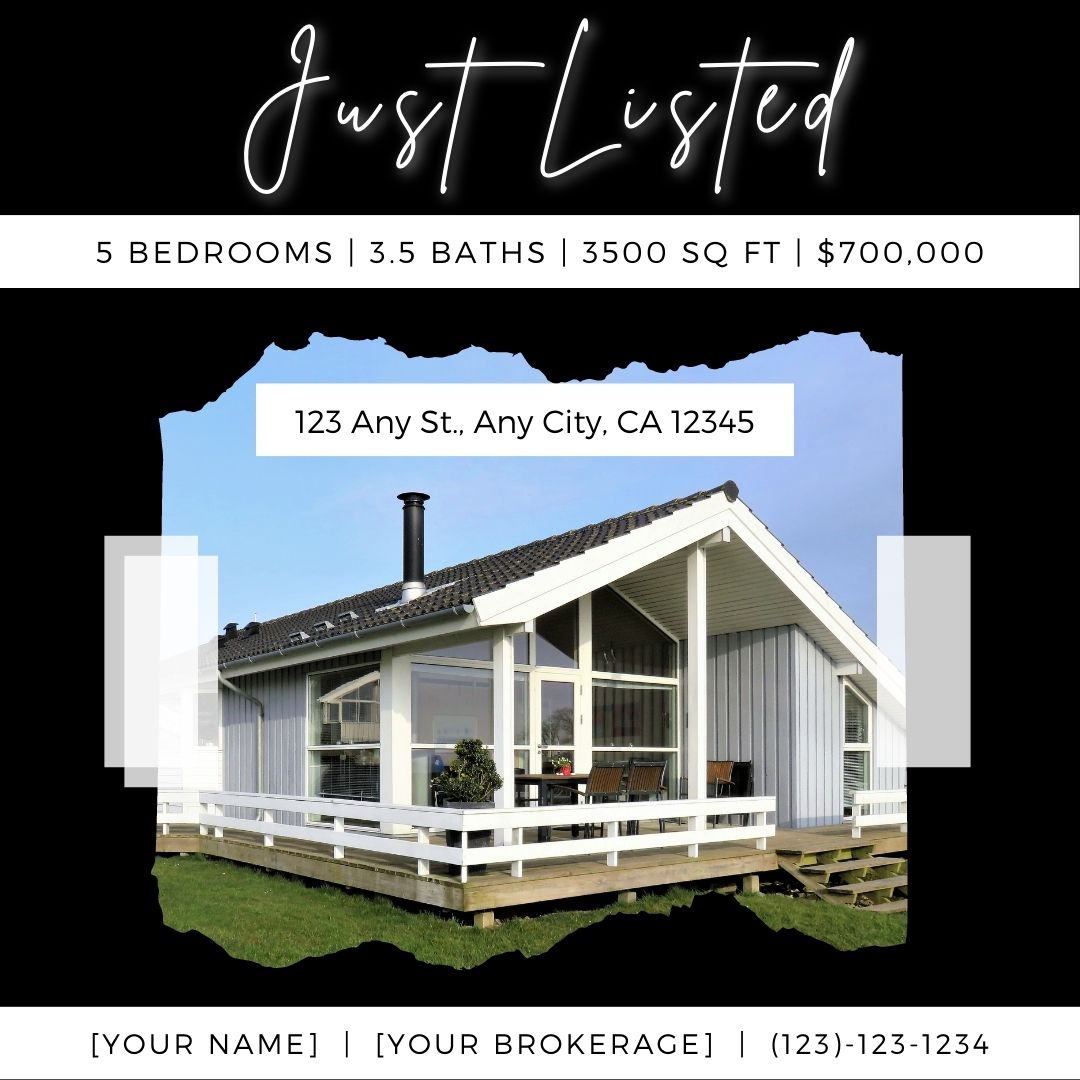 Just Listed
5 BEDROOMS | 3.5 BATHS | 3500 SQ FT | $700,000
123 Any St., Any City, CA 12345
[YOUR NAME] | [YOUR BROKERAGE] | (123)-123-1234